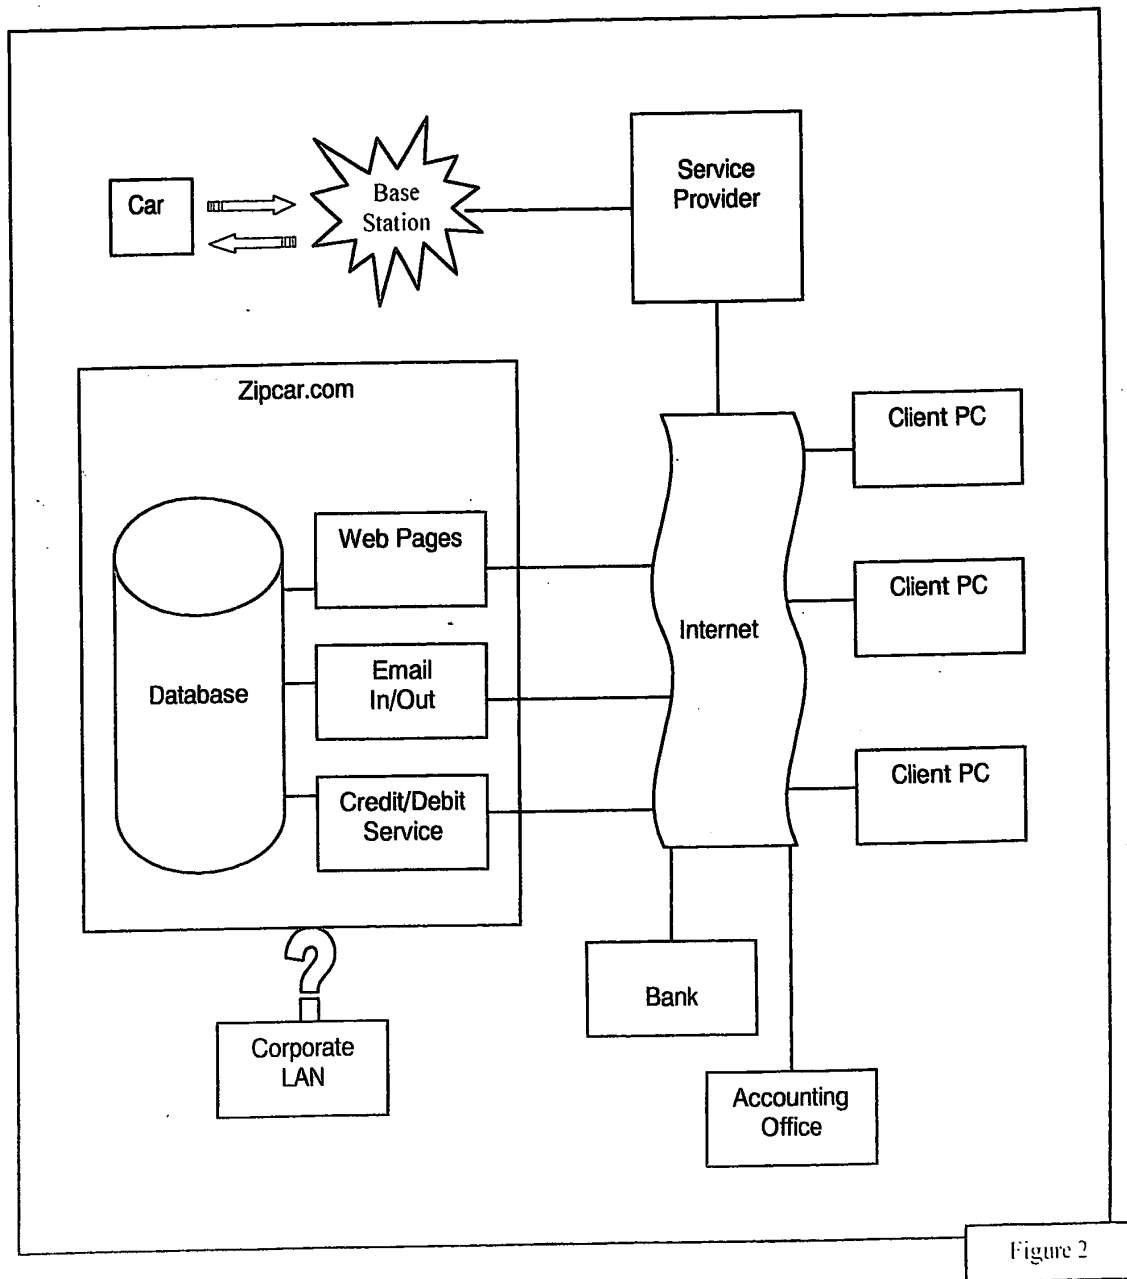 Car
Base
Station
Service
Provider
Zipcar.com
Client PC
Web Pages
Client PC
Internet
Email
In/Out
Database
Client PC
Credit/Debit
Service
?
Bank
Corporate
LAN
Accounting
Office
Figure 2